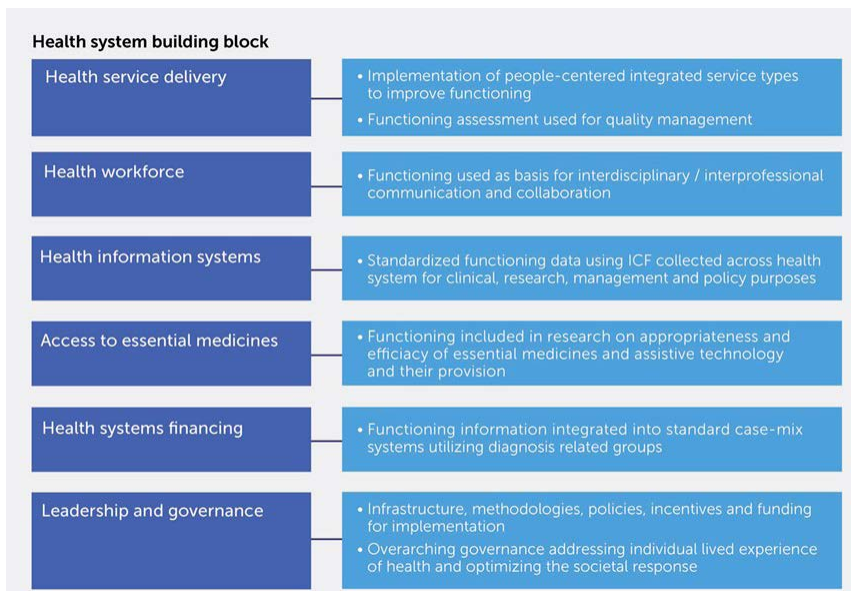 Health system building block
Health service delivery
• Implementation of people-centered integrated service types
to improve functioning
• Functioning assessment used for quality management
Health workforce
• Functioning used as basis for interdisciplinary / interprofessional
communication and collaboration
Health information systems
• Standardized functioning data using ICF collected across health
system for clinical, research, management and policy purposes
Access to essential medicines
• Functioning included in research on appropriateness and
efficacy of essential medicines and assistive technology
and their provision
Health systems financing
• Functioning information integrated into standard case-mix
systems utilizing diagnosis related groups
Leadership and governance
• Infrastructure, methodologies, policies, incentives and funding
for implementation
• Overarching governance addressing individual lived experience
of health and optimizing the societal response